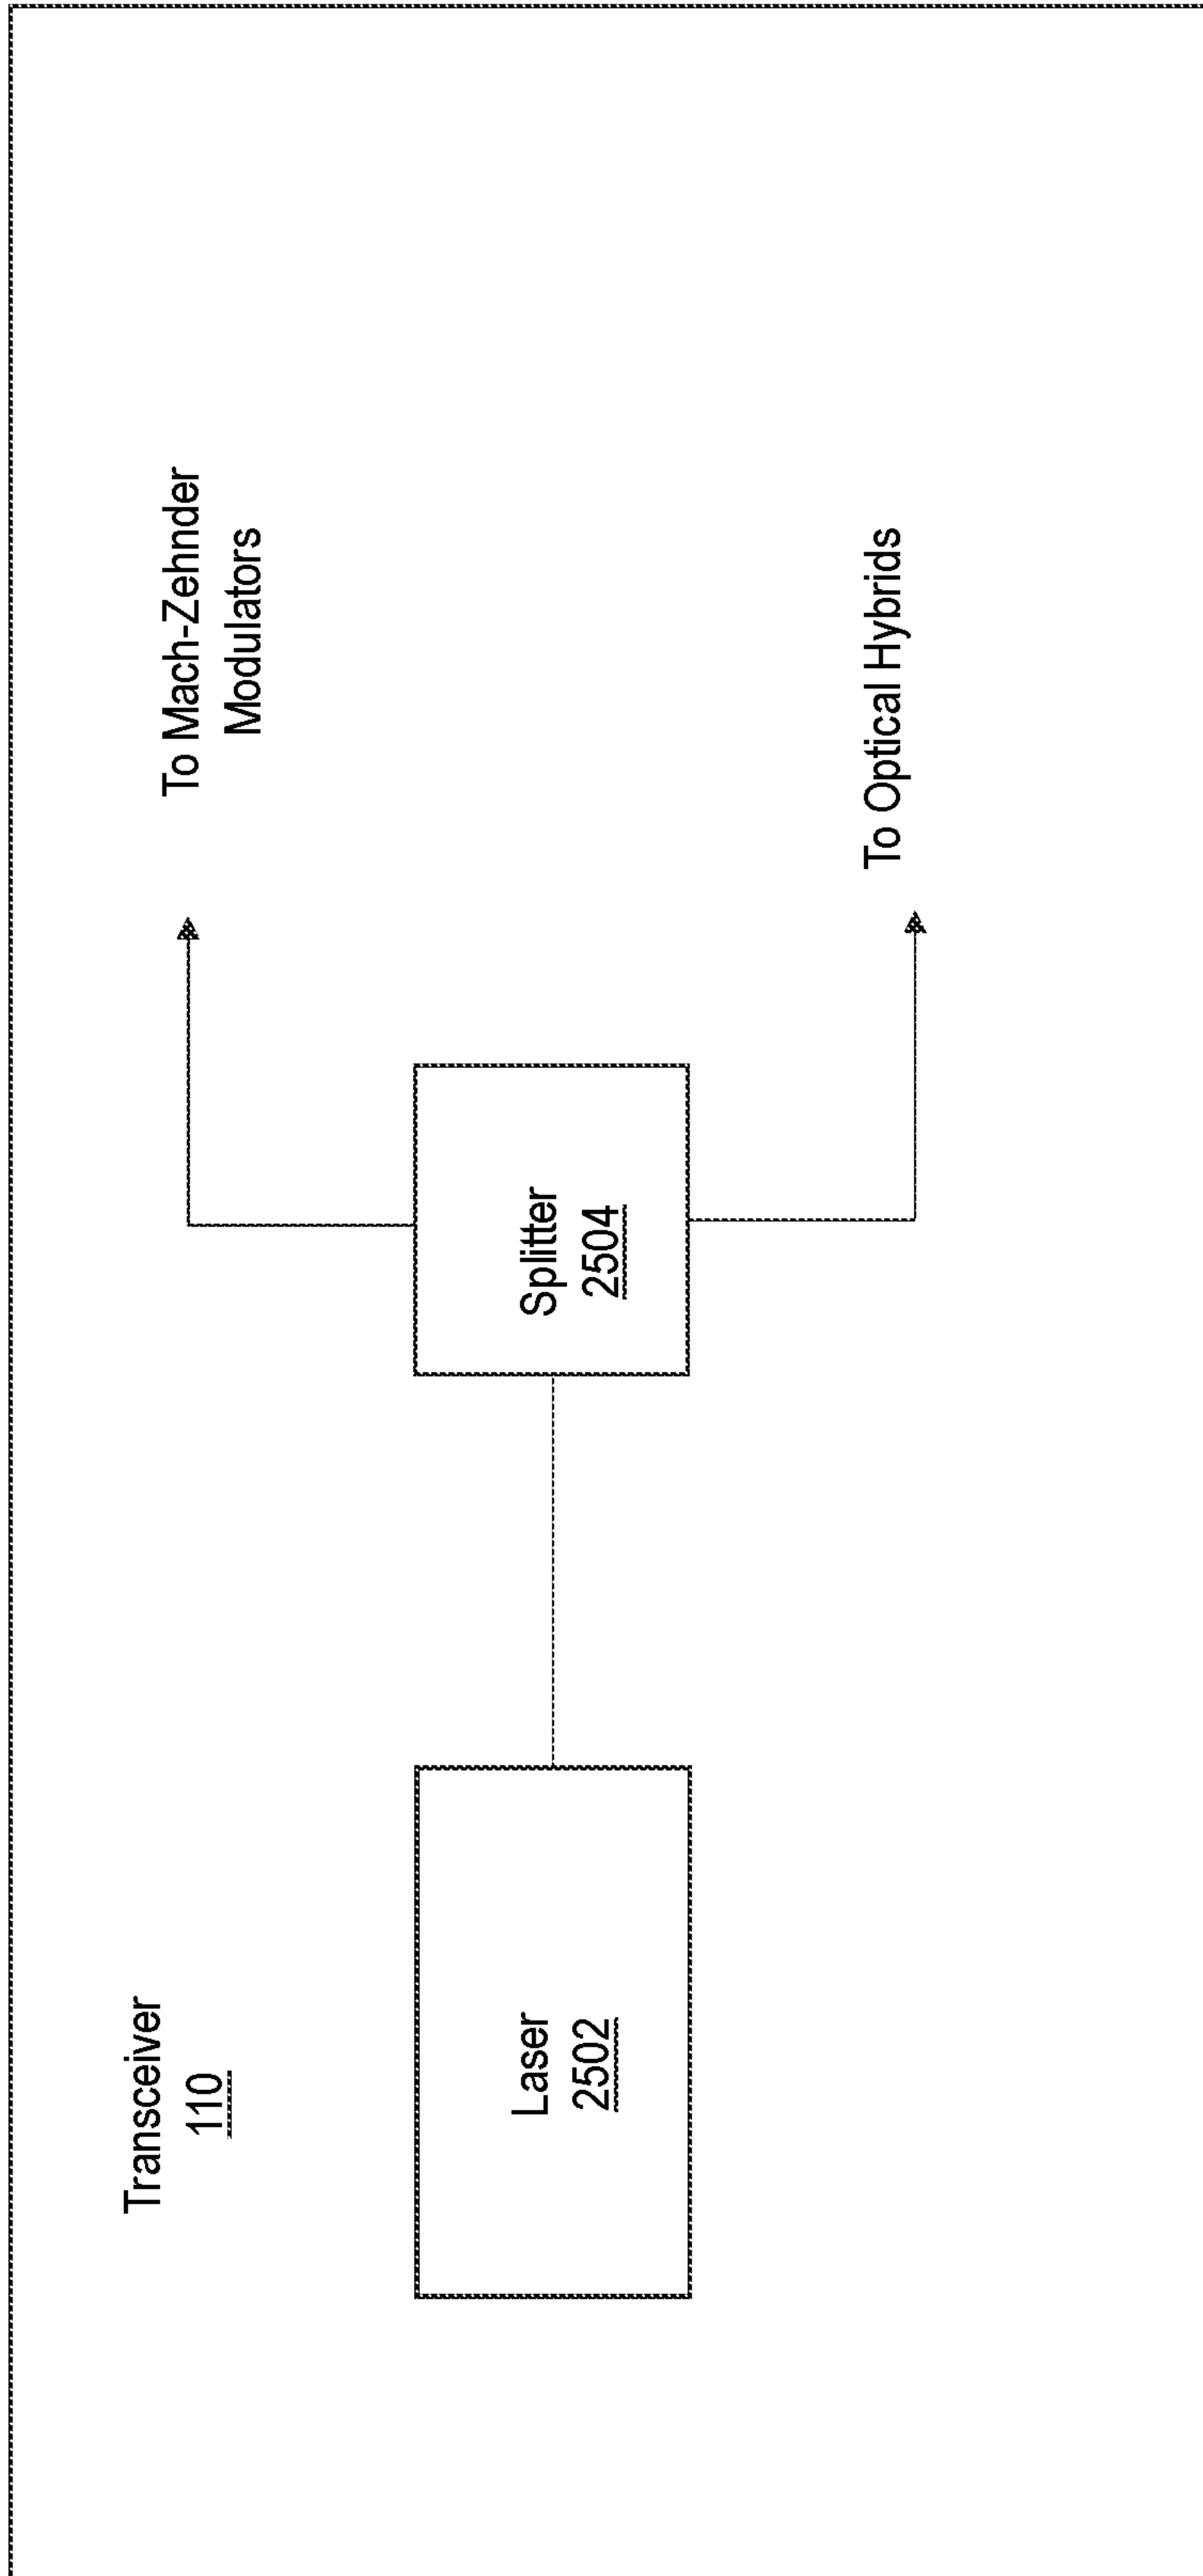 Transceiver
110
Laser
2502
Splitter
2504
To Mach-Zehnder
Modulators
To Optical Hybrids